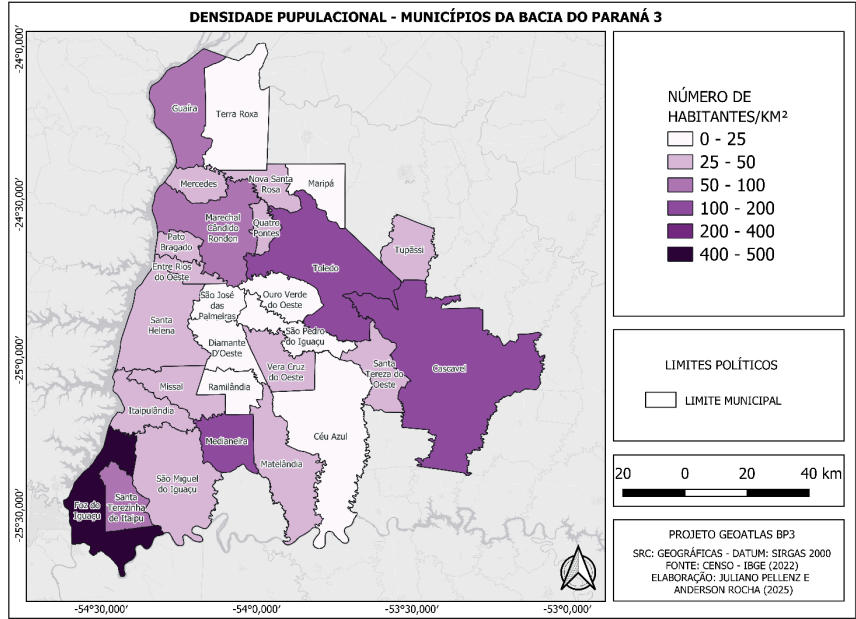 DENSIDADE PUPULACIONAL - MUNICÍPIOS DA BACIA DO PARANÁ 3
-24°0,000'
-24°30,000'
-25°0,000'
-25°30,000'
-54°30,000'
-54°0,000'
-53°30,000'
-53°0,000'
Guaíra
Terra Roxa
Mercedes
Nova Santa
Rosa
Maripá
Marechal
Cândido
Rondon
Quatro
Pontes
Pato
Bragado
Tupãssi
Entre Rios
do Oeste
Toledo
São José
das
Palmeiras
Ouro Verde
do Oeste
Santa
Helena
São Pedro
do Iguaçu
Diamante
D'Oeste
Vera Cruz
do Oeste
Santa
Tereza do
Oeste
Cascavel
Missal
Ramilândia
Itaipulândia
Medianeira
Céu Azul
Matelândia
São Miguel
do Iguaçu
Foz do
Iguaçu
Santa
Terezinha
de Itaipu
NÚMERO DE
HABITANTES/KM²
0 - 25
25 - 50
50 - 100
100 - 200
200 - 400
400 - 500
LIMITES POLÍTICOS
LIMITE MUNICIPAL
20 0 20 40 km
PROJETO GEOATLAS BP3
SRC: GEOGRÁFICAS - DATUM: SIRGAS 2000
FONTE: CENSO - IBGE (2022)
ELABORAÇÃO: JULIANO PELLENZ E
ANDERSON ROCHA (2025)